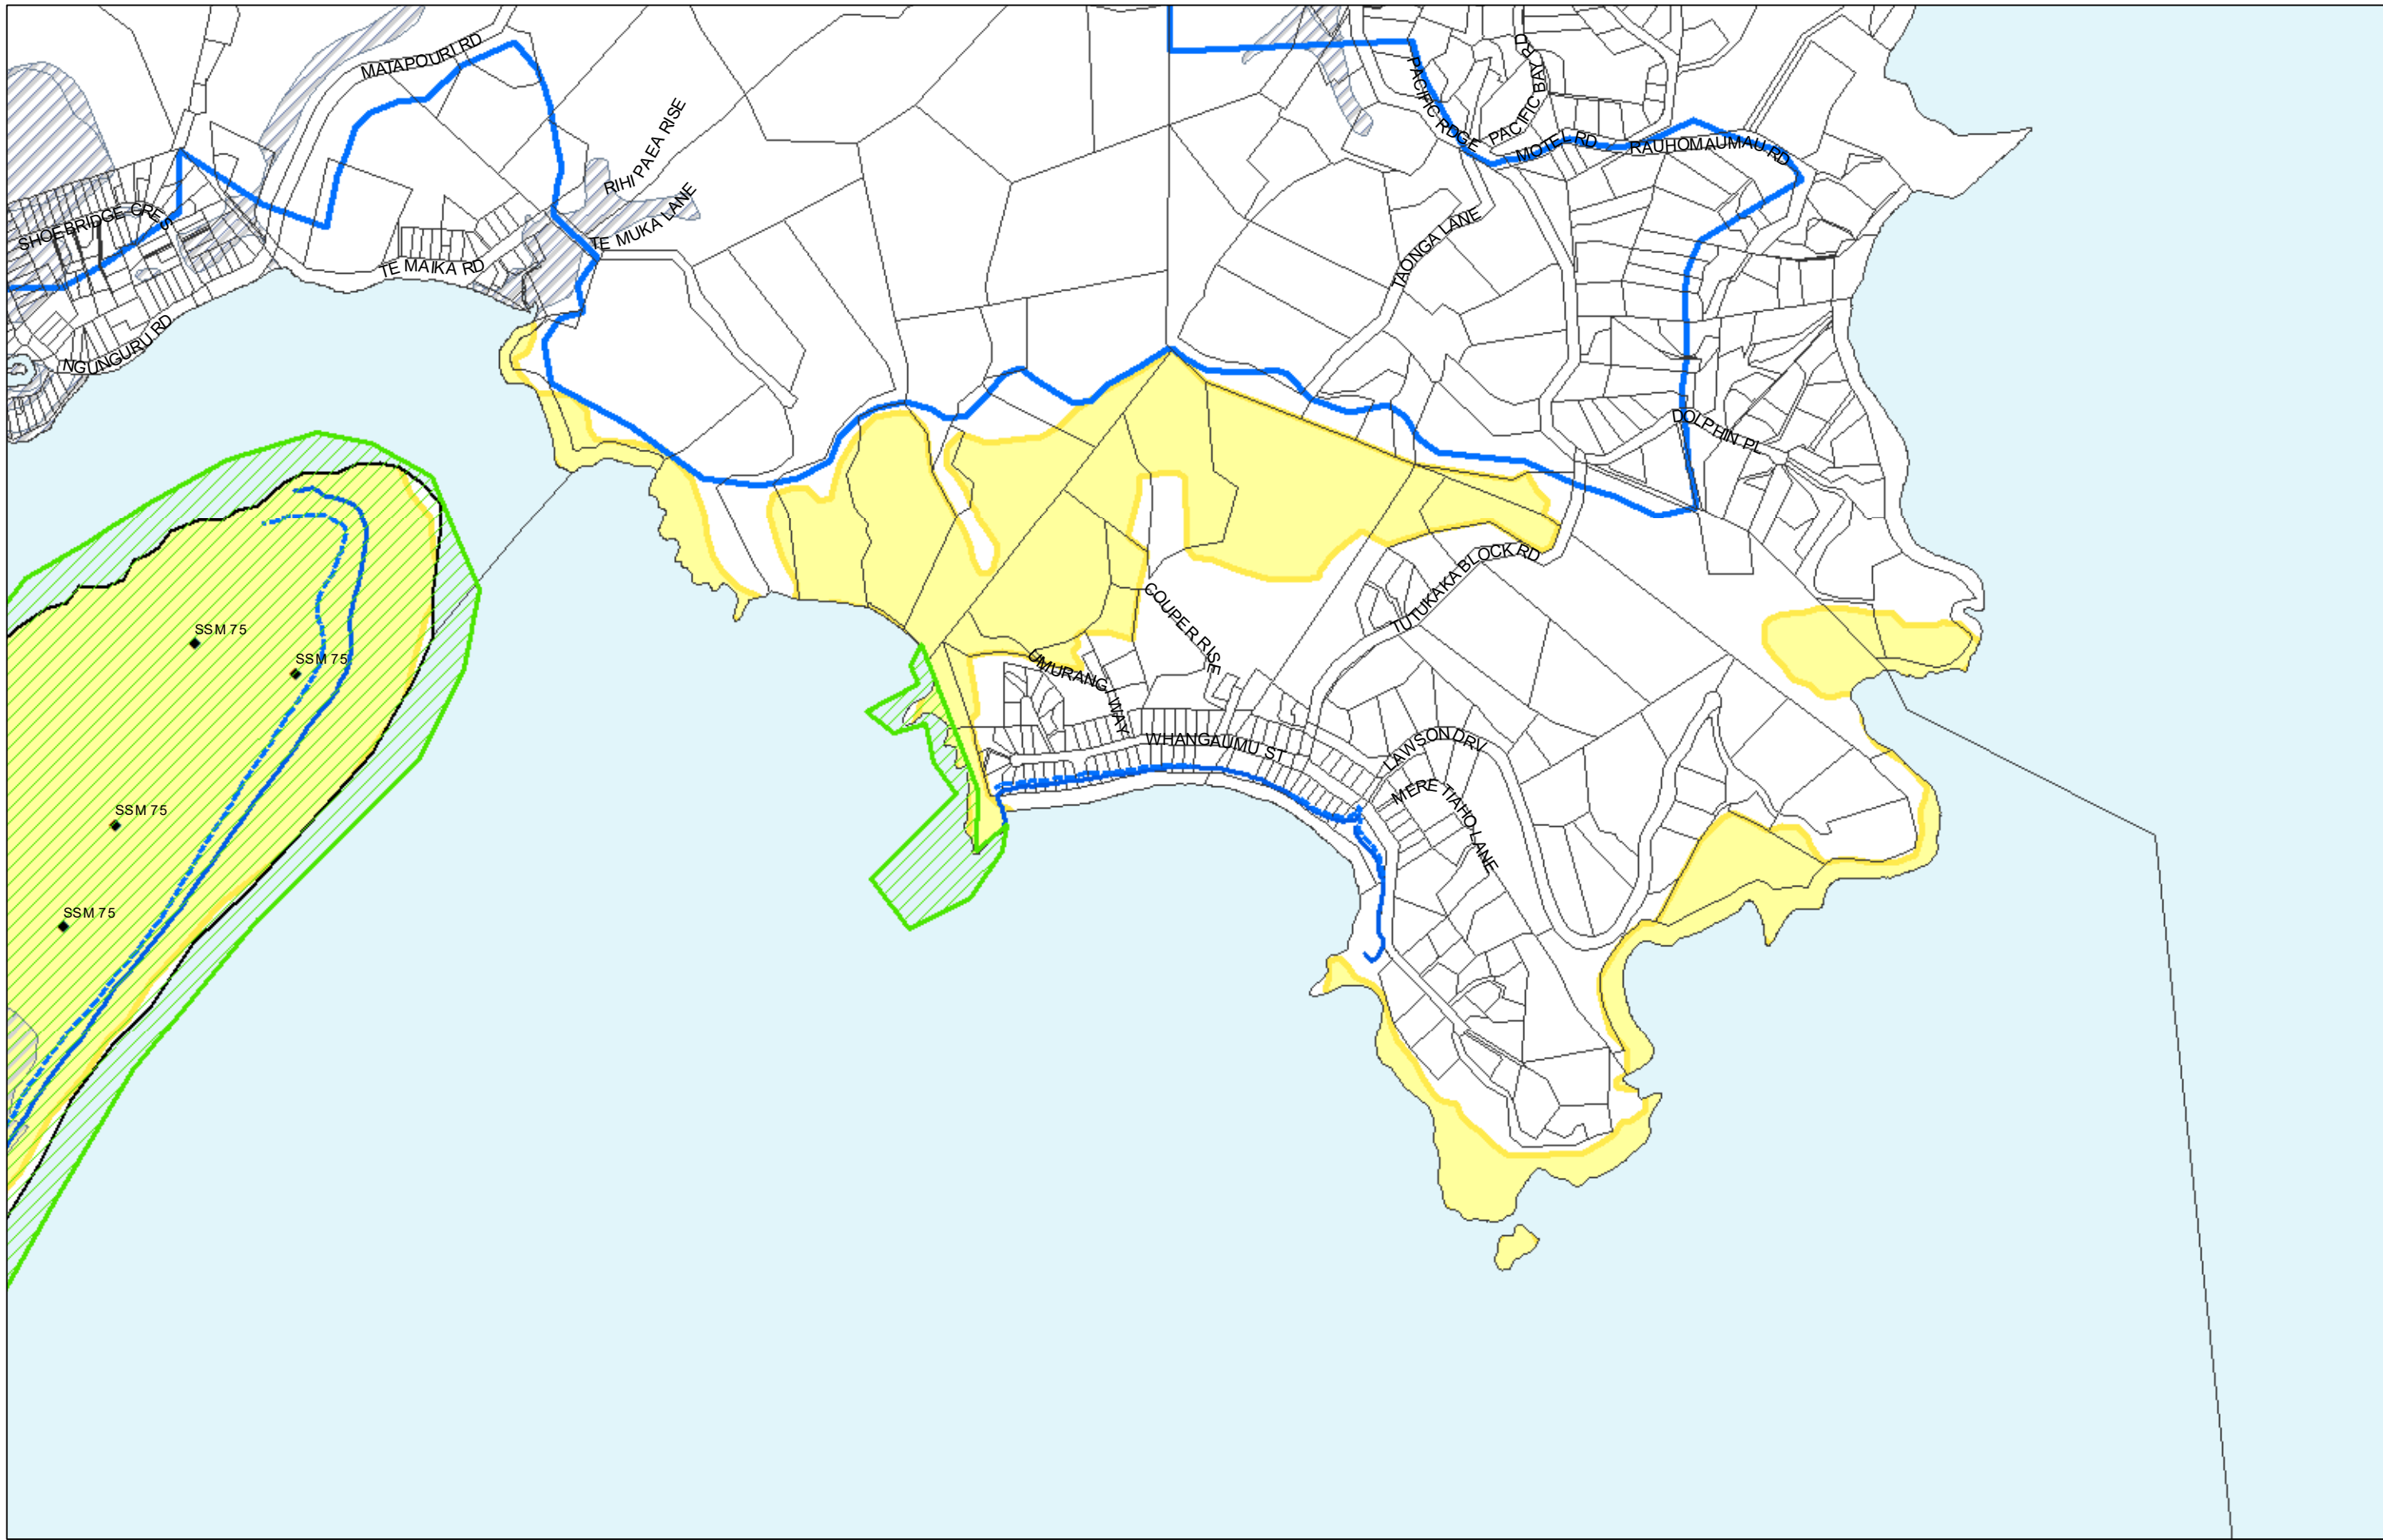 MATAPOURI RD
PACIFIC BAY RD
PACIFIC RDGE
MOTEL RD
RAUHOMAUMAU RD
RIHI PAEA RISE
TE MUKA LANE
SHOEBRIDGE CRES
TE MAIKA RD
TAONGA LANE
NGUNGURU RD
DOLPHIN PL
TUTUKAKA BLOCK RD
COUPER RISE
SSM 75
SSM 75
UMURANGI WAY
WHANGAUMU ST
LAWSON DRV
MERE TIAHO LANE
SSM 75
SSM 75